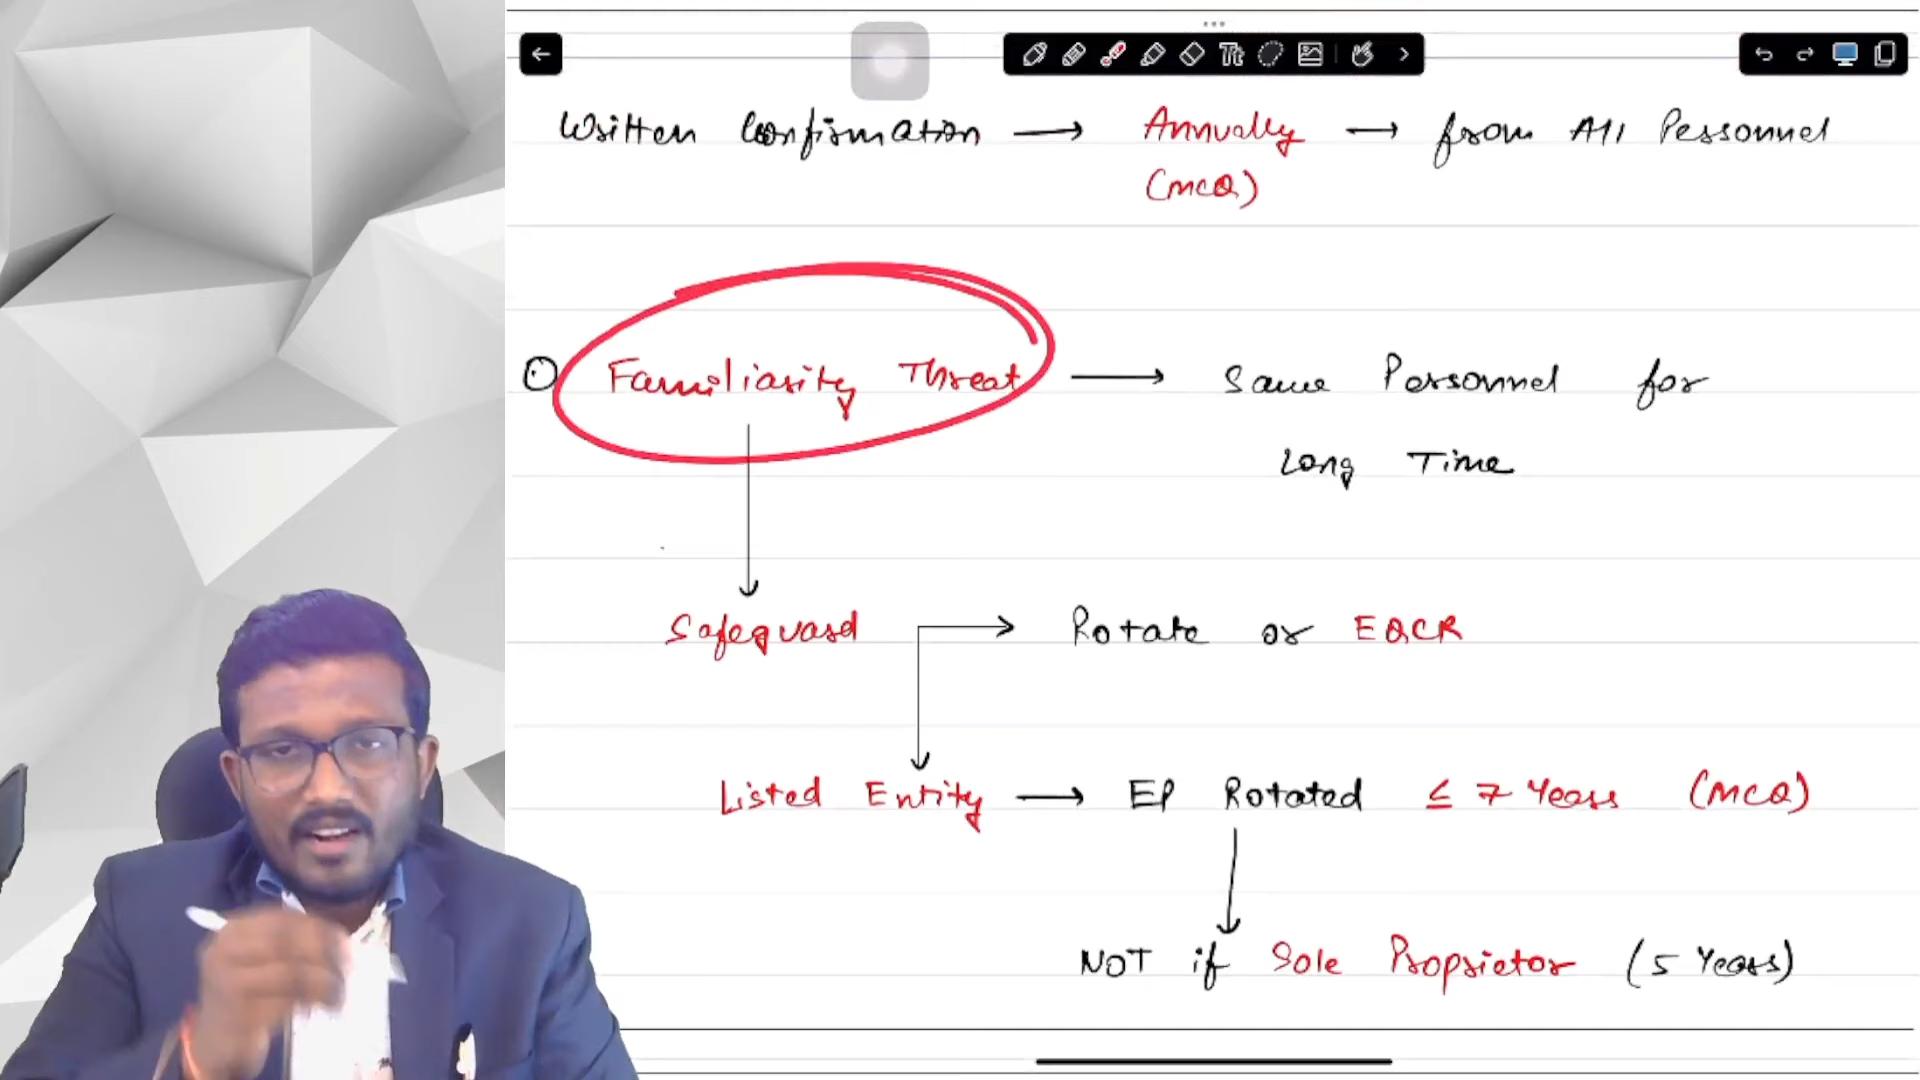 Written Confirmation → Annually → from All Personnel
(MCQ)
Familiarity Threat → Same Personnel for
Long Time
Safeguard → Rotate or EQCR
Listed Entity → EP Rotated ≤ 7 Years (MCQ)
NOT if Sole Proprietor (5 Years)